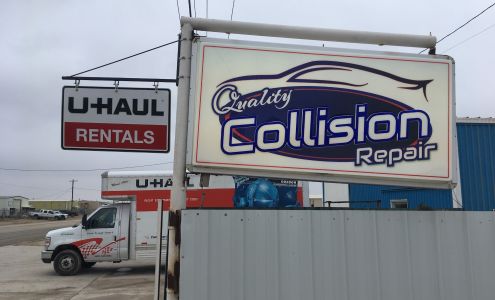 U-HAUL
RENTALS
Quality
Collision
Repair
U-HAUL